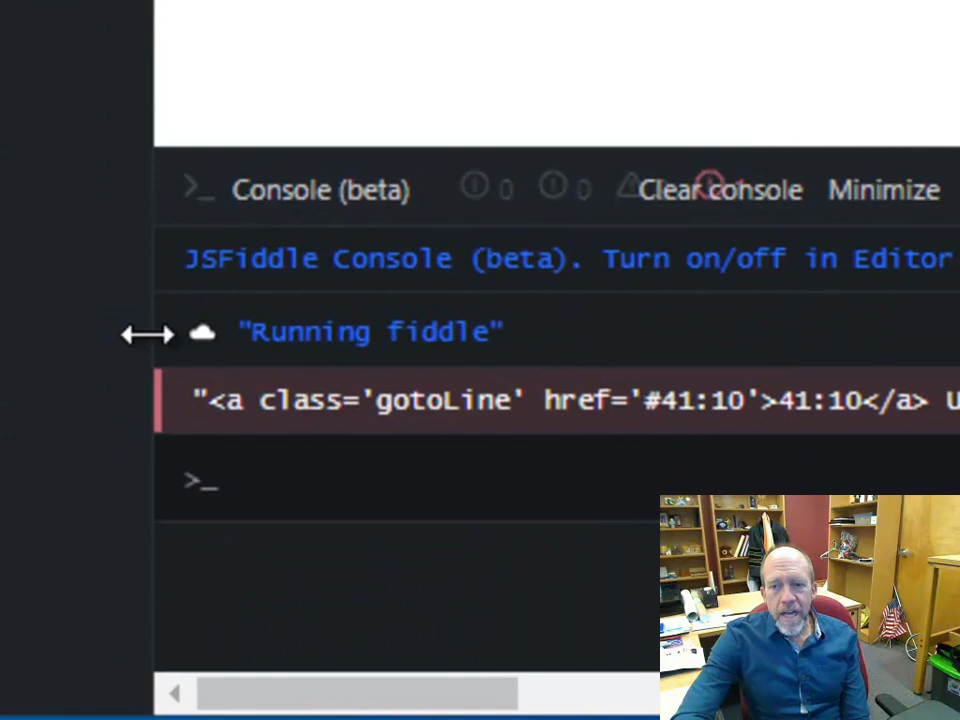 >_ Console (beta) 0 0 Clear console Minimize
JSFiddle Console (beta). Turn on/off in Editor
"Running fiddle"
"<a class='gotoLine' href='#41:10'>41:10</a> U
>_